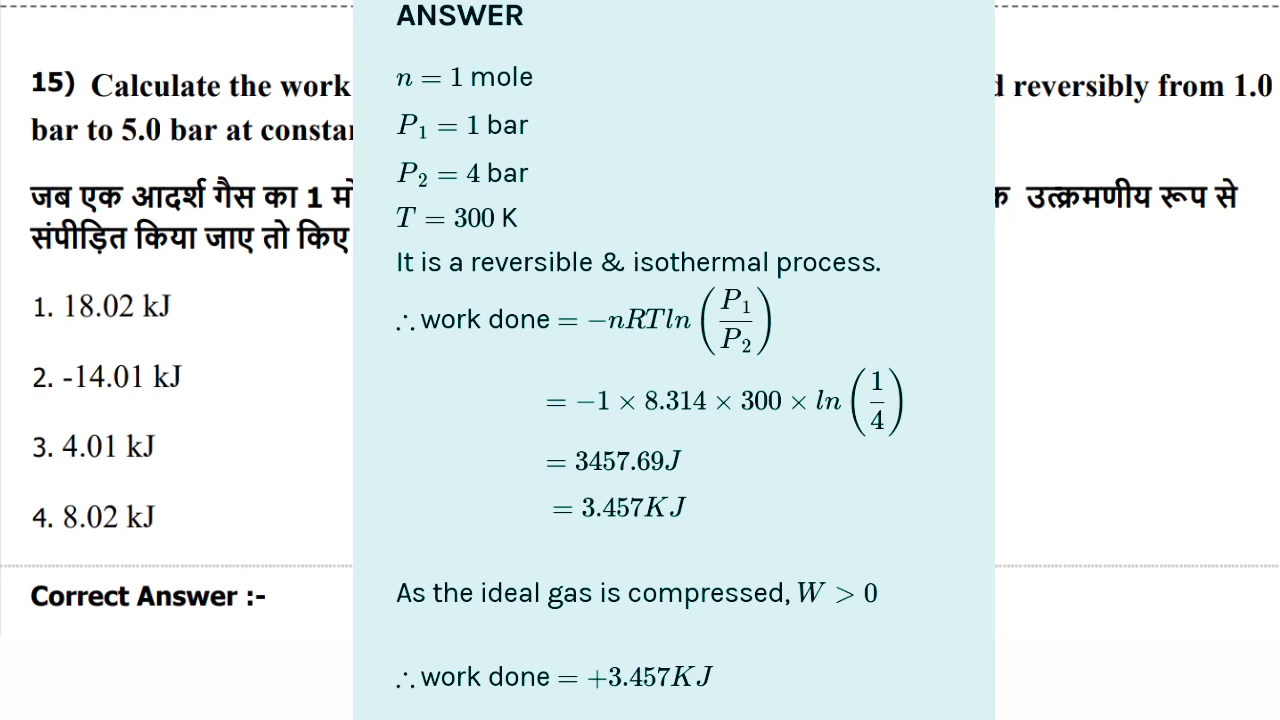 ANSWER
n = 1 mole
15) Calculate the work reversibly from 1.0
P₁ = 1 bar
bar to 5.0 bar at
P₂ = 4 bar
जब एक आदर्श गैस का 1 उत्क्रमणीय रूप से
T = 300 K
संपीड़ित किया जाए तो किए
It is a reversible & isothermal process.
∴ work done = −nRTln(P₁/P₂)
1. 18.02 kJ
2. -14.01 kJ
= −1 × 8.314 × 300 × ln(1/4)
3. 4.01 kJ
= 3457.69J
= 3.457KJ
4. 8.02 kJ
Correct Answer :-
As the ideal gas is compressed, W > 0
∴ work done = +3.457KJ